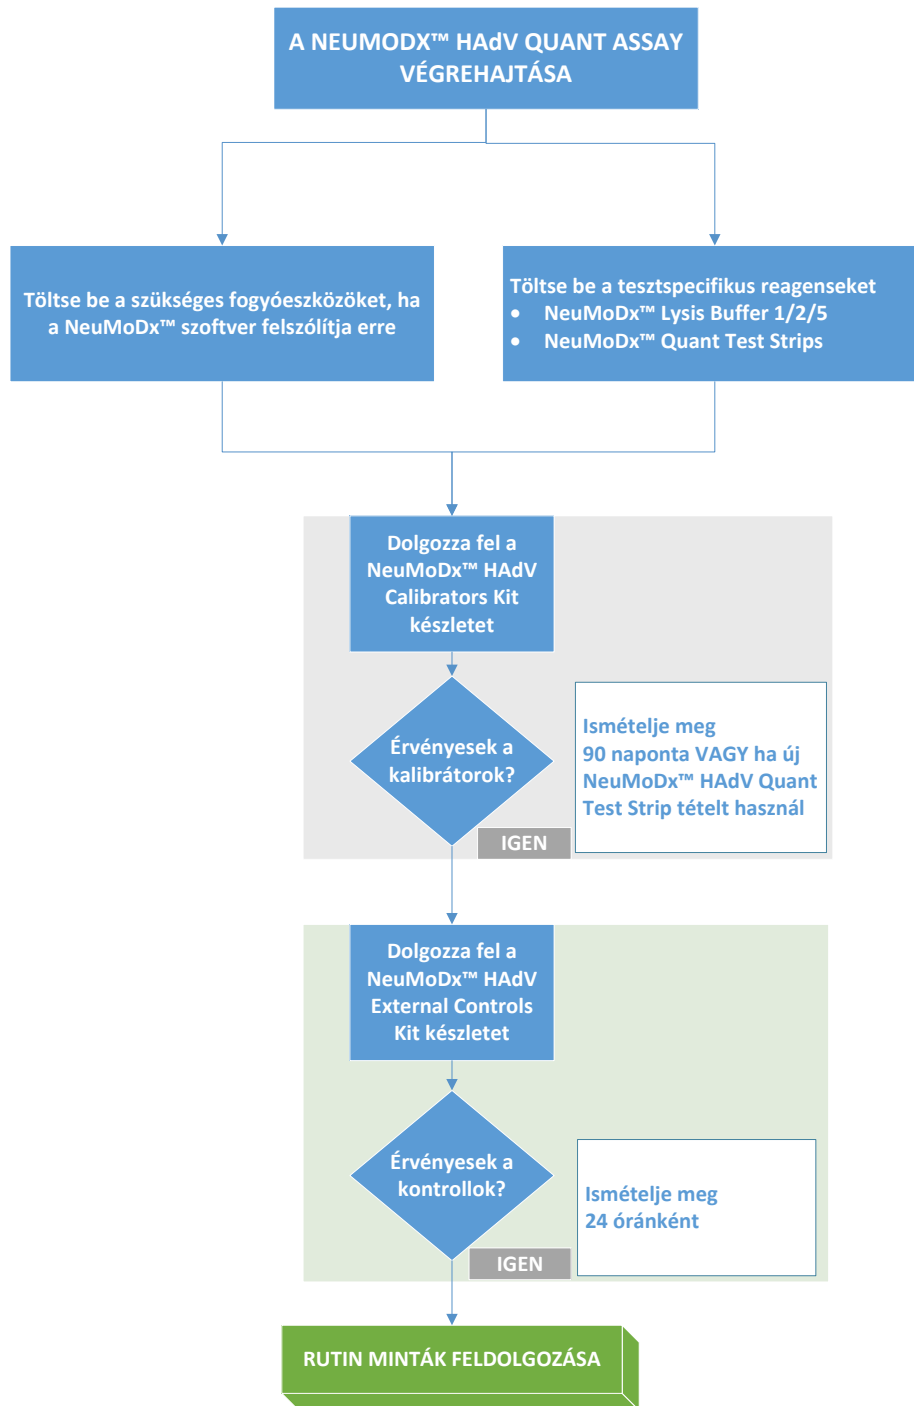 A NEUMODX™ HAdV QUANT ASSAY
VÉGREHAJTÁSA
Töltse be a szükséges fogyóeszközöket, ha
a NeuMoDx™ szoftver felszólítja erre
Töltse be a tesztspecifikus reagenseket
• NeuMoDx™ Lysis Buffer 1/2/5
• NeuMoDx™ Quant Test Strips
Dolgozza fel a
NeuMoDx™ HAdV
Calibrators Kit
készletet
Érvényesek a
kalibrátorok?
Ismételje meg
90 naponta VAGY ha új
NeuMoDx™ HAdV Quant
Test Strip tételt használ
IGEN
Dolgozza fel a
NeuMoDx™ HAdV
External Controls
Kit készletet
Érvényesek a
kontrollok?
Ismételje meg
24 óránként
IGEN
RUTIN MINTÁK FELDOLGOZÁSA